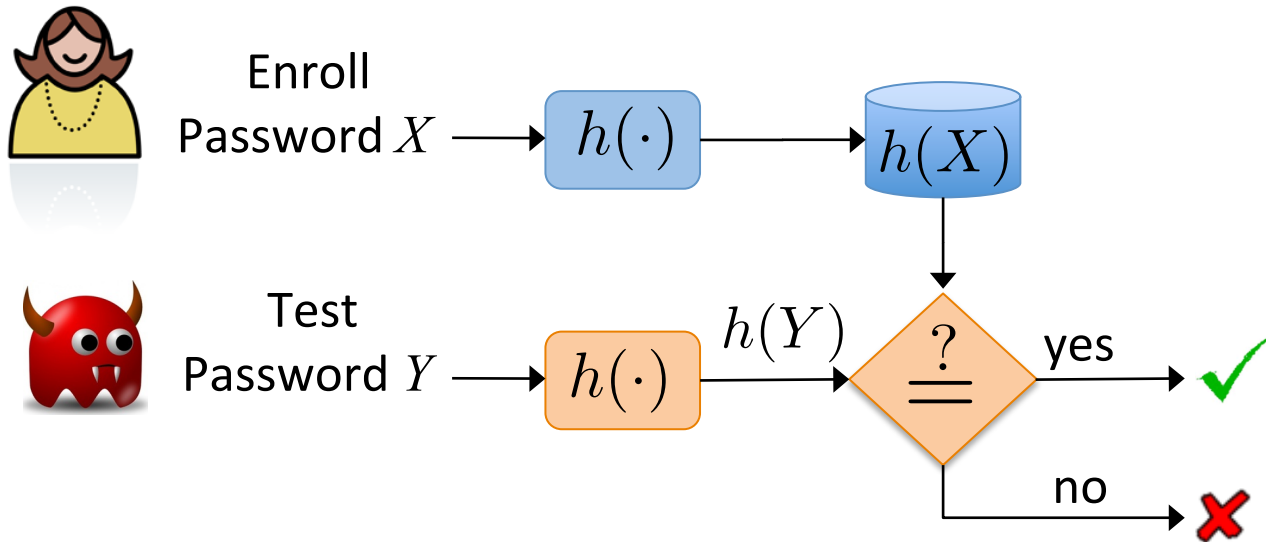 Enroll
Password X
h(·)
h(X)
Test
Password Y
h(·)
h(Y)
?
=
yes
no